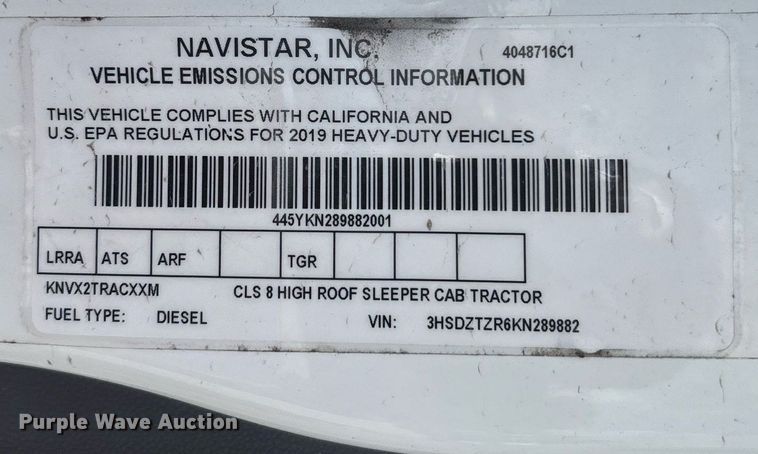 NAVISTAR, INC.
4048716C1
VEHICLE EMISSIONS CONTROL INFORMATION
THIS VEHICLE COMPLIES WITH CALIFORNIA AND
U.S. EPA REGULATIONS FOR 2019 HEAVY-DUTY VEHICLES
445YKN289882001
LRRA ATS ARF TGR
KNVX2TRACXXM CLS 8 HIGH ROOF SLEEPER CAB TRACTOR
FUEL TYPE: DIESEL VIN: 3HSDZTZR6KN289882
Purple Wave Auction